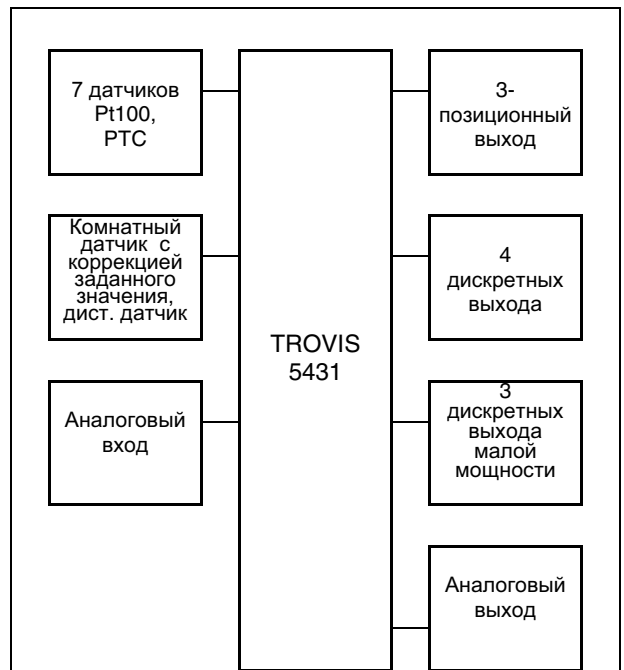 7 датчиков
Pt100,
PTC
Комнатный
датчик с
коррекцией
заданного
значения,
дист. датчик
Аналоговый
вход
TROVIS
5431
3-
позиционный
выход
4
дискретных
выхода
3
дискретных
выхода
малой
мощности
Аналоговый
выход